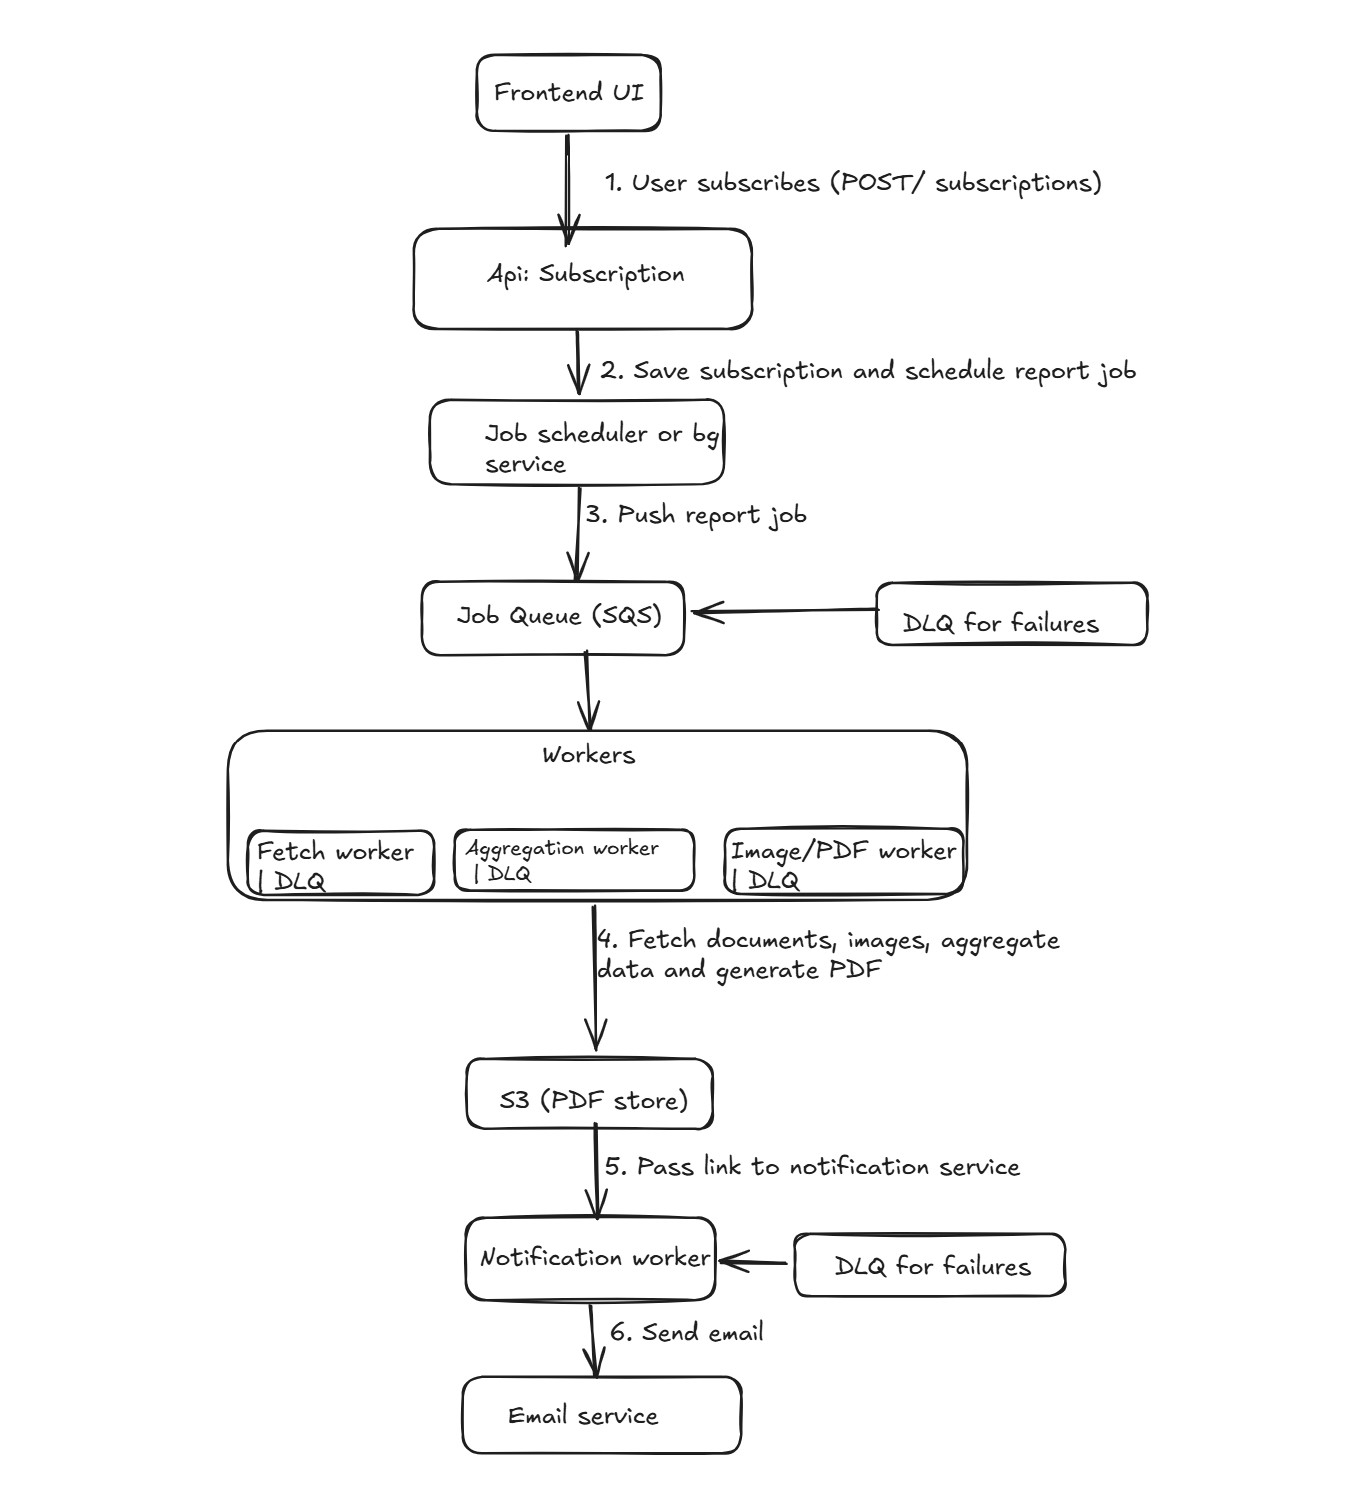 Frontend UI
1. User subscribes (POST/ subscriptions)
Api: Subscription
2. Save subscription and schedule report job
Job scheduler or bg
service
3. Push report job
Job Queue (SQS)
DLQ for failures
Workers
Fetch worker
| DLQ
Aggregation worker
| DLQ
Image/PDF worker
| DLQ
4. Fetch documents, images, aggregate
data and generate PDF
S3 (PDF store)
5. Pass link to notification service
Notification worker
DLQ for failures
6. Send email
Email service